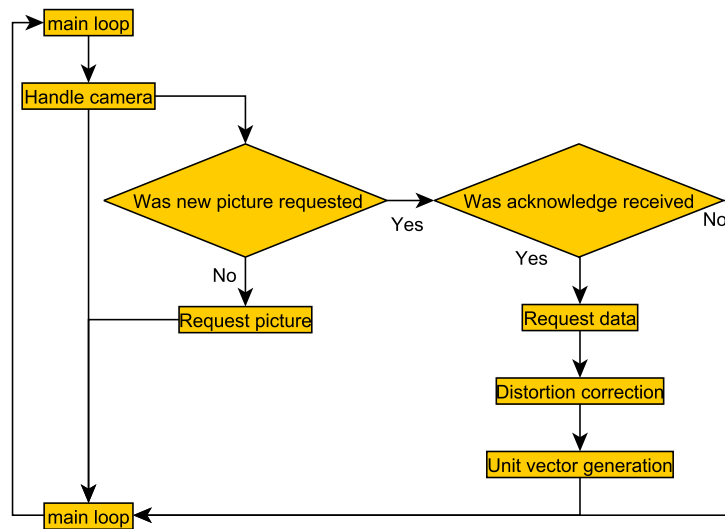 main loop
Handle camera
Was new picture requested
Yes
Was acknowledge received
No
No
Yes
Request picture
Request data
Distortion correction
Unit vector generation
main loop